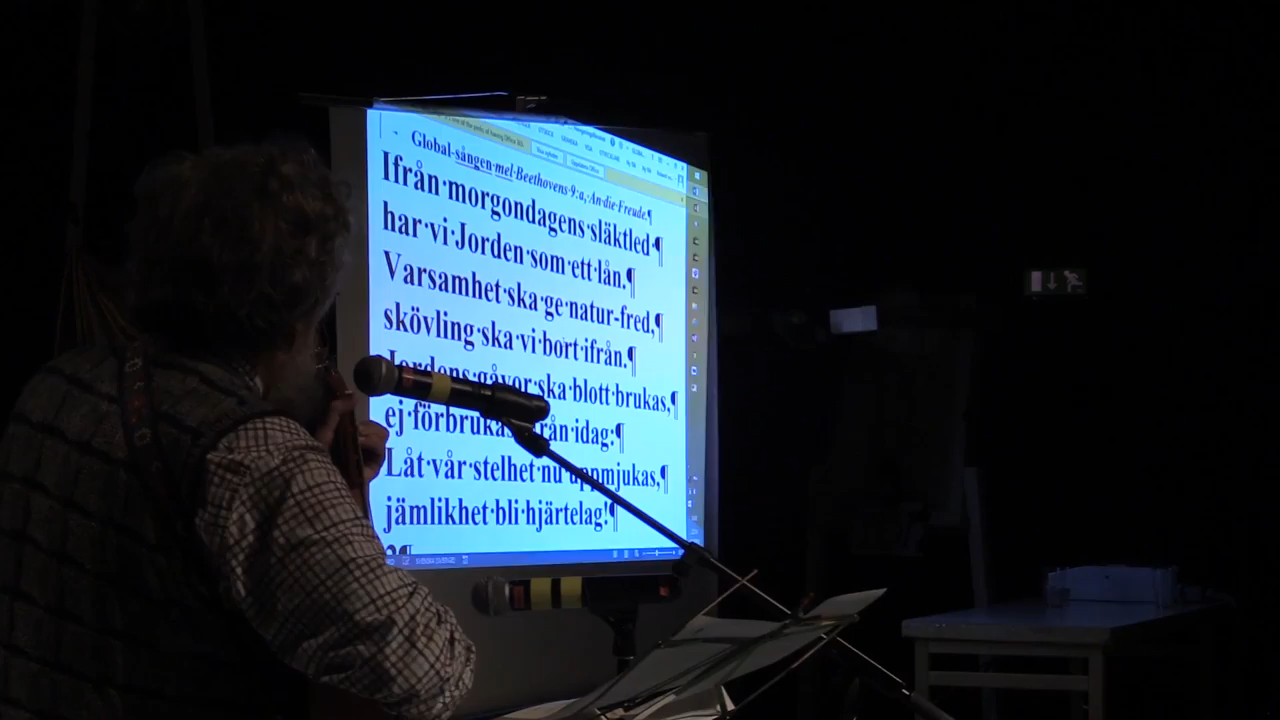 Global-sången mel Beethovens 9:a, An die Freude.¶
Ifrån·morgondagens·släktled·¶
har·vi·Jorden·som·ett·lån.¶
Varsamhet·ska·ge·natur-fred,¶
skövling·ska·vi·bort·ifrån.¶
Jordens·gåvor·ska·blott·brukas,¶
ej·förbrukas idag:¶
Låt·vår·stelhet·nu·uppmjukas,¶
jämlikhet·bli·hjärtelag!¶